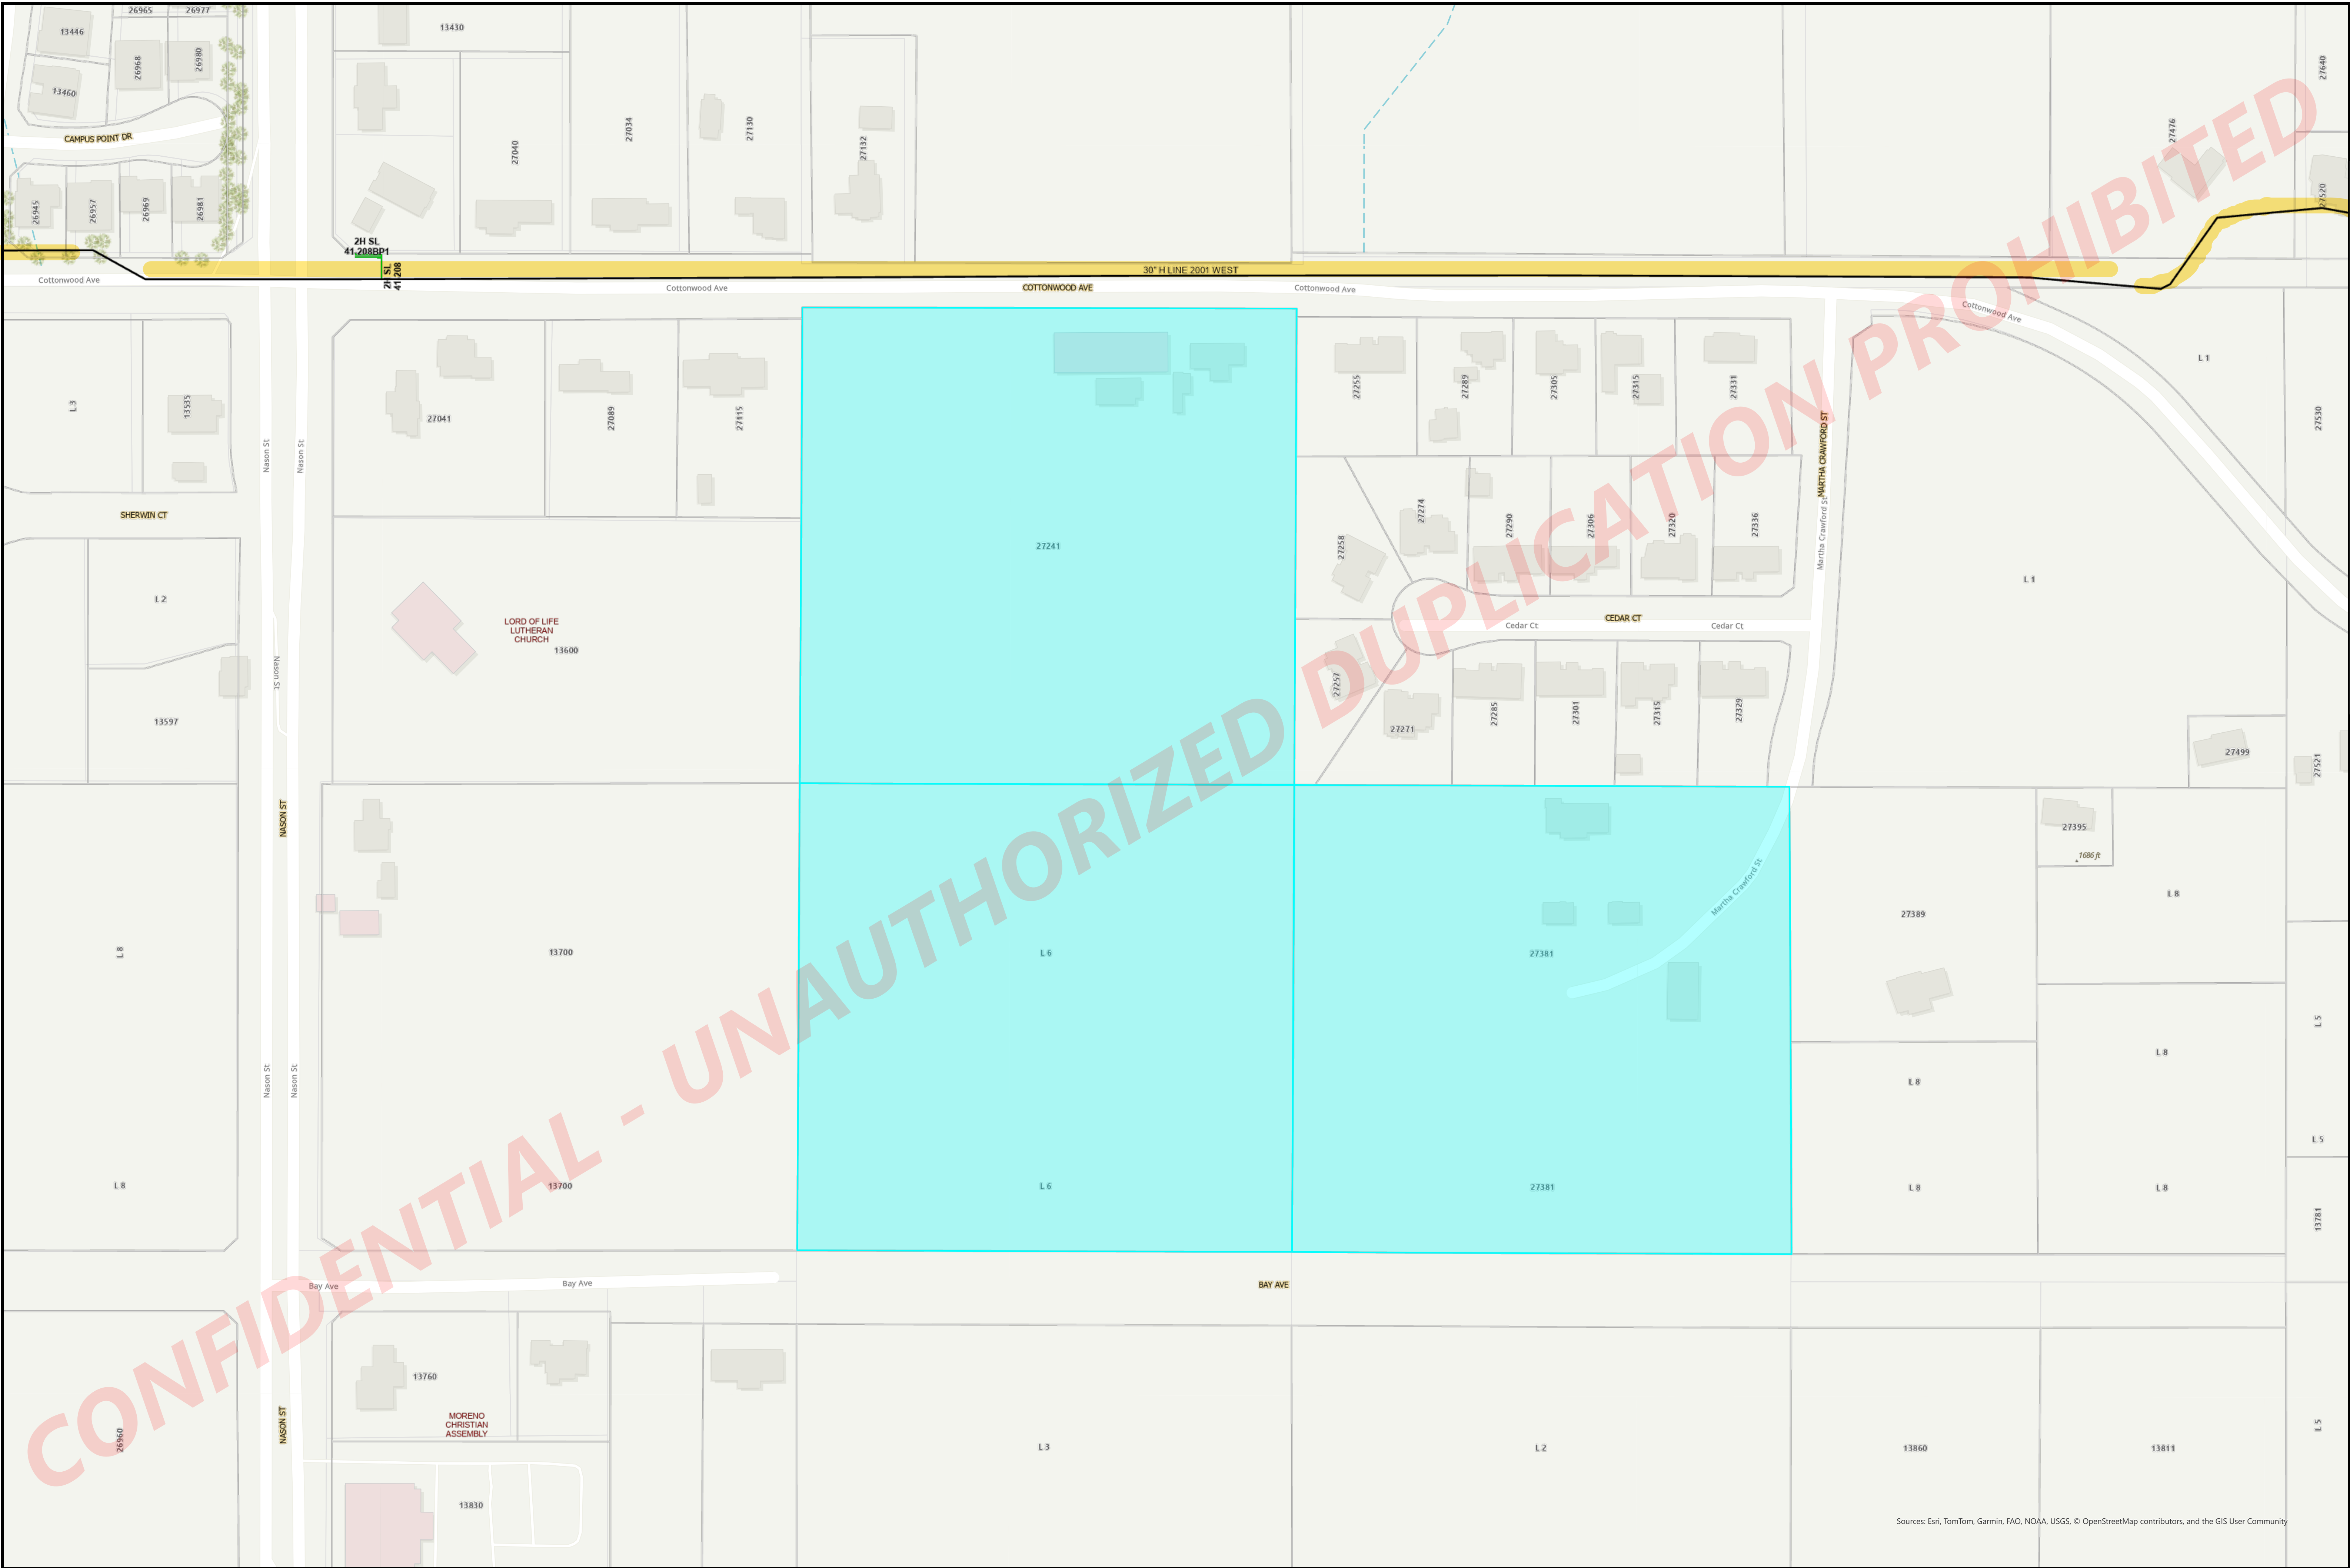 26965
26977
13446
26968
26980
13430
27640
13460
27040
27034
27130
27132
27476
CAMPUS POINT DR
26945
26957
26969
26981
27520
2H SL
41-208BP1
2H SL
41-208
30" H LINE 2001 WEST
Cottonwood Ave
Cottonwood Ave
COTTONWOOD AVE
Cottonwood Ave
Cottonwood Ave
L 3
13535
27041
27089
27115
27255
27289
27305
27315
27331
L 1
27530
Nason St
Nason St
MARTHA CRAWFORD ST
SHERWIN CT
27241
27258
27274
27290
27306
27320
27336
Martha Crawford St
L 1
L 2
LORD OF LIFE
LUTHERAN
CHURCH
13600
CEDAR CT
Cedar Ct
Cedar Ct
Nason St
13597
27257
27271
27285
27301
27315
27329
27499
27521
NASON ST
27395
1686 ft
Martha Crawford St
L 8
27389
L 8
13700
L 6
27381
L 5
Nason St
Nason St
L 8
L 8
L 5
L 8
13700
L 6
27381
L 8
L 8
13781
Bay Ave
Bay Ave
BAY AVE
13760
MORENO
CHRISTIAN
ASSEMBLY
NASON ST
26960
L 3
L 2
13860
13811
L 5
13830
CONFIDENTIAL - UNAUTHORIZED DUPLICATION PROHIBITED
Sources: Esri, TomTom, Garmin, FAO, NOAA, USGS, © OpenStreetMap contributors, and the GIS User Community